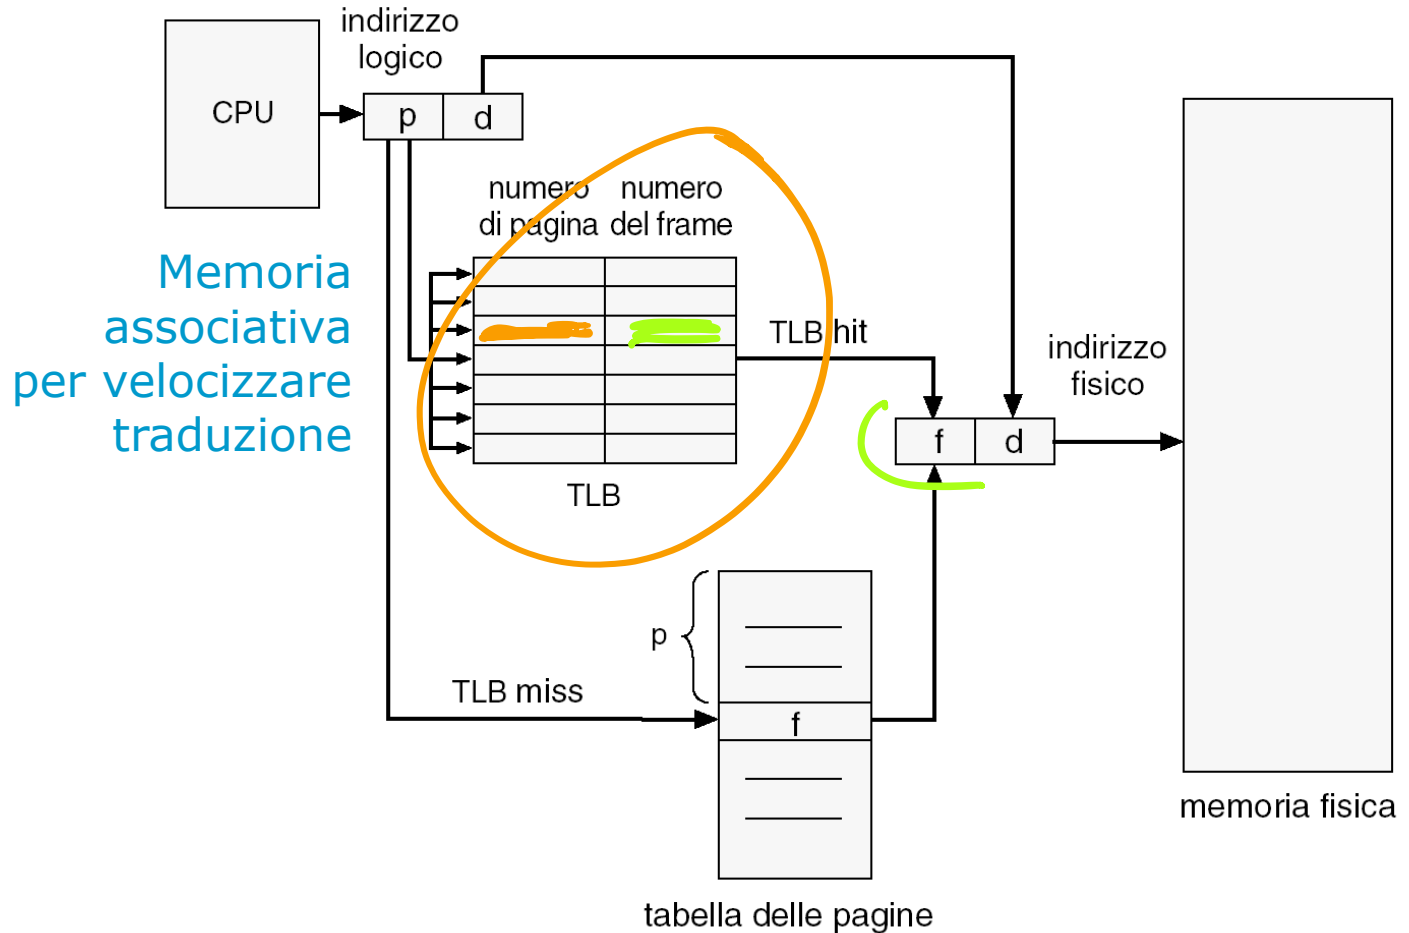 indirizzo
logico
CPU
p
d
numero
di pagina
numero
del frame
Memoria
associativa
per velocizzare
traduzione
TLB hit
indirizzo
fisico
f
d
TLB
p
TLB miss
f
memoria fisica
tabella delle pagine